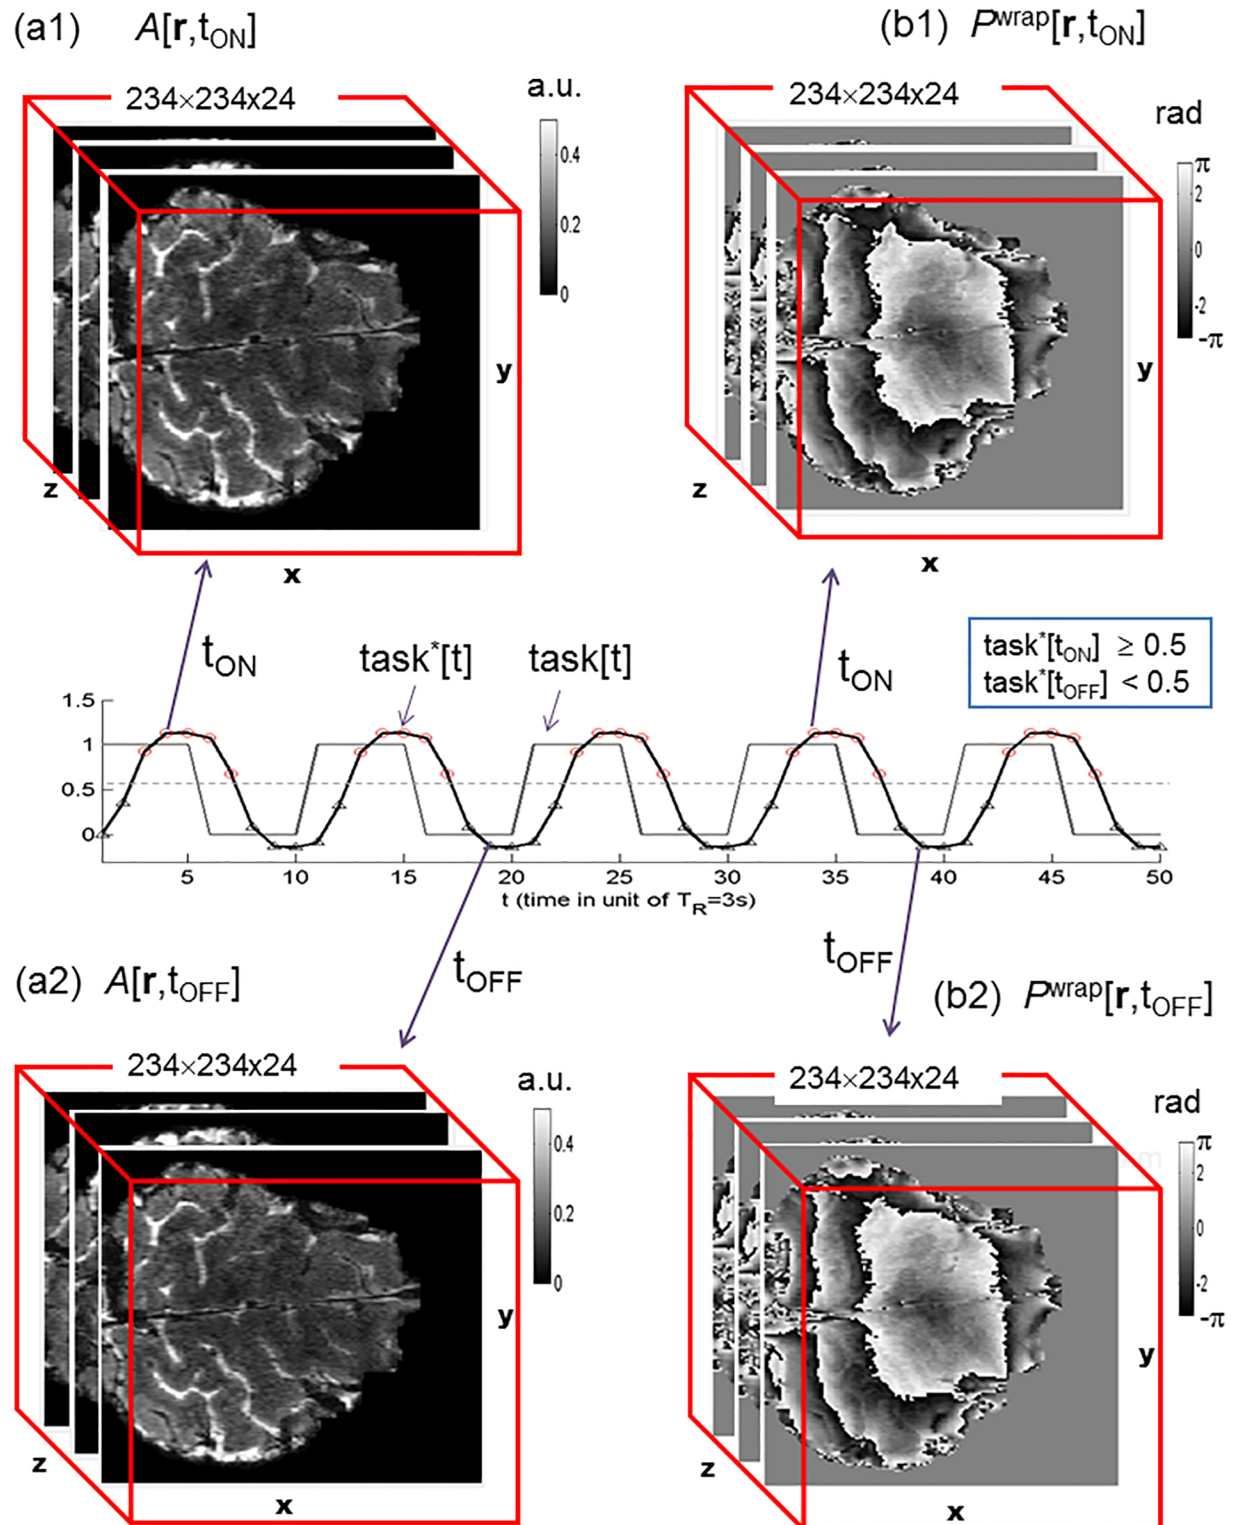 (a1) A[r,tON]
(b1) Pwrap[r,tON]
234×234x24
a.u.
0.4
0.2
0
y
z
x
234×234x24
rad
π
2
0
-2
-π
y
z
x
tON
task*[t]
task[t]
tON
task*[tON] ≥ 0.5
task*[tOFF] < 0.5
1.5
1
0.5
0
5 10 15 20 25 30 35 40 45 50
t (time in unit of TR=3s)
tOFF
tOFF
(a2) A[r,tOFF]
(b2) Pwrap[r,tOFF]
234×234x24
a.u.
0.4
0.2
0
y
z
x
234×234x24
rad
π
2
0
-2
-π
y
z
x